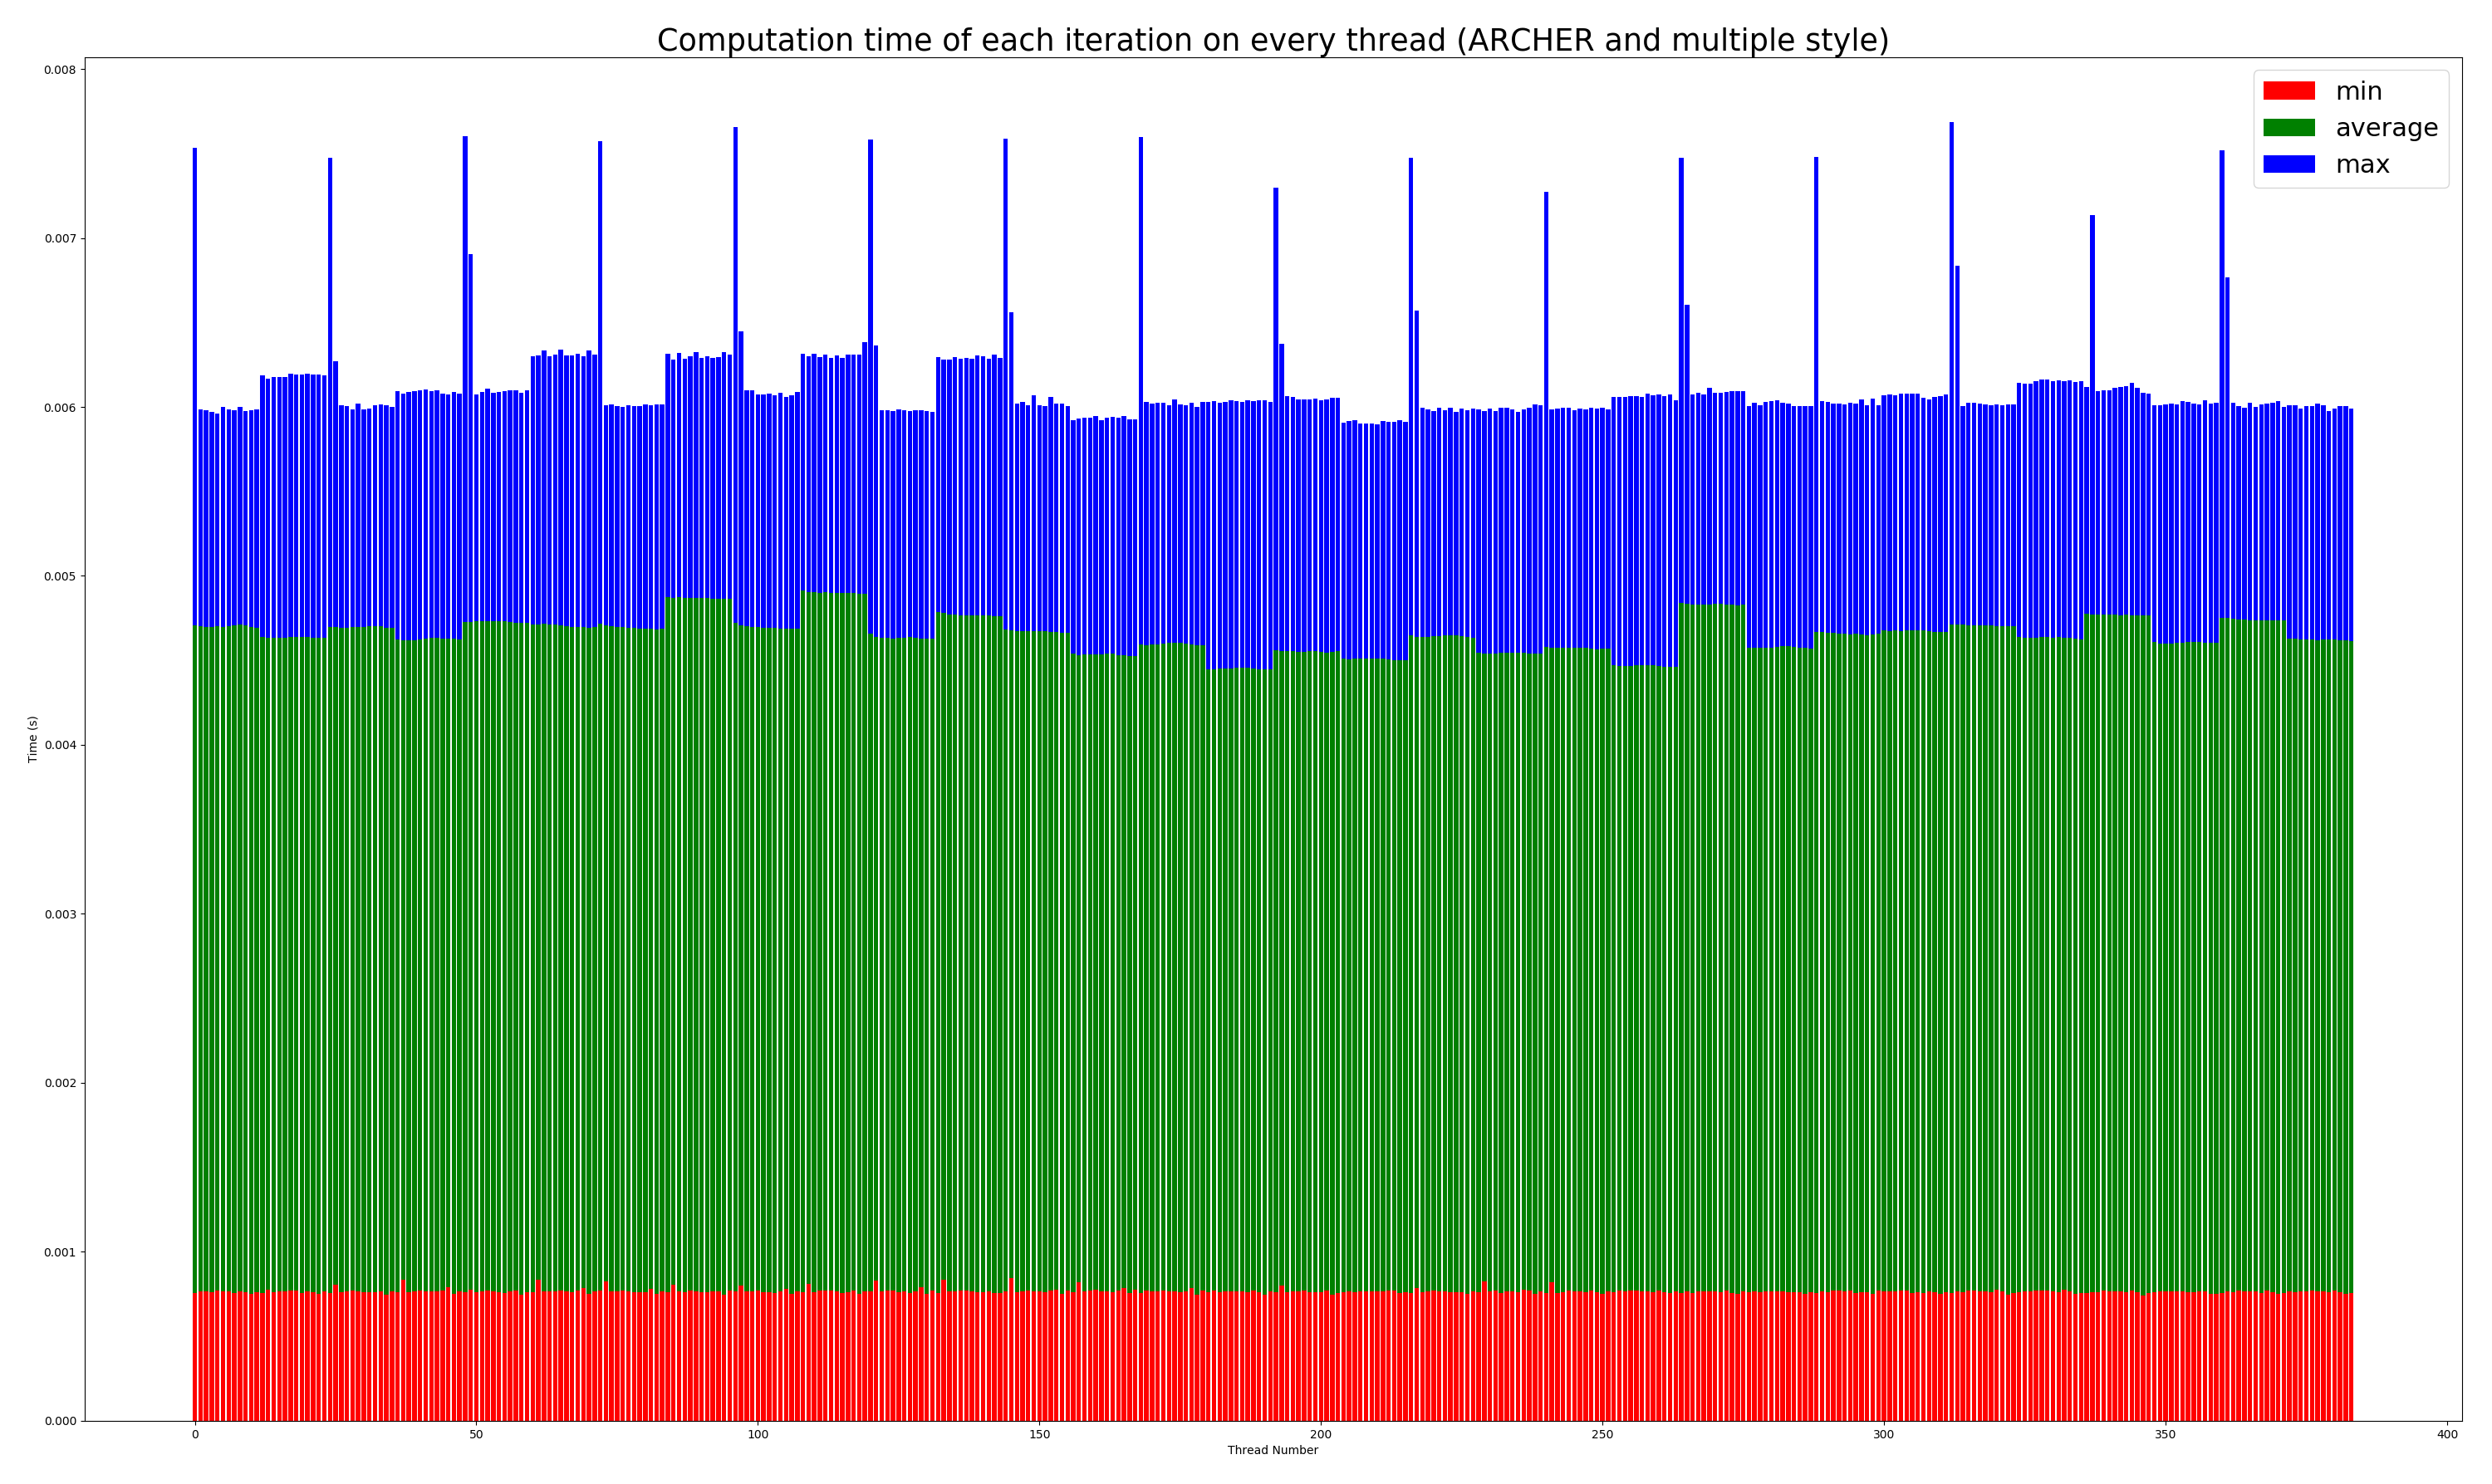 Computation time of each iteration on every thread (ARCHER and multiple style)
min
average
max
0.008
0.007
0.006
0.005
0.004
0.003
0.002
0.001
0.000
Time (s)
0 50 100 150 200 250 300 350 400
Thread Number